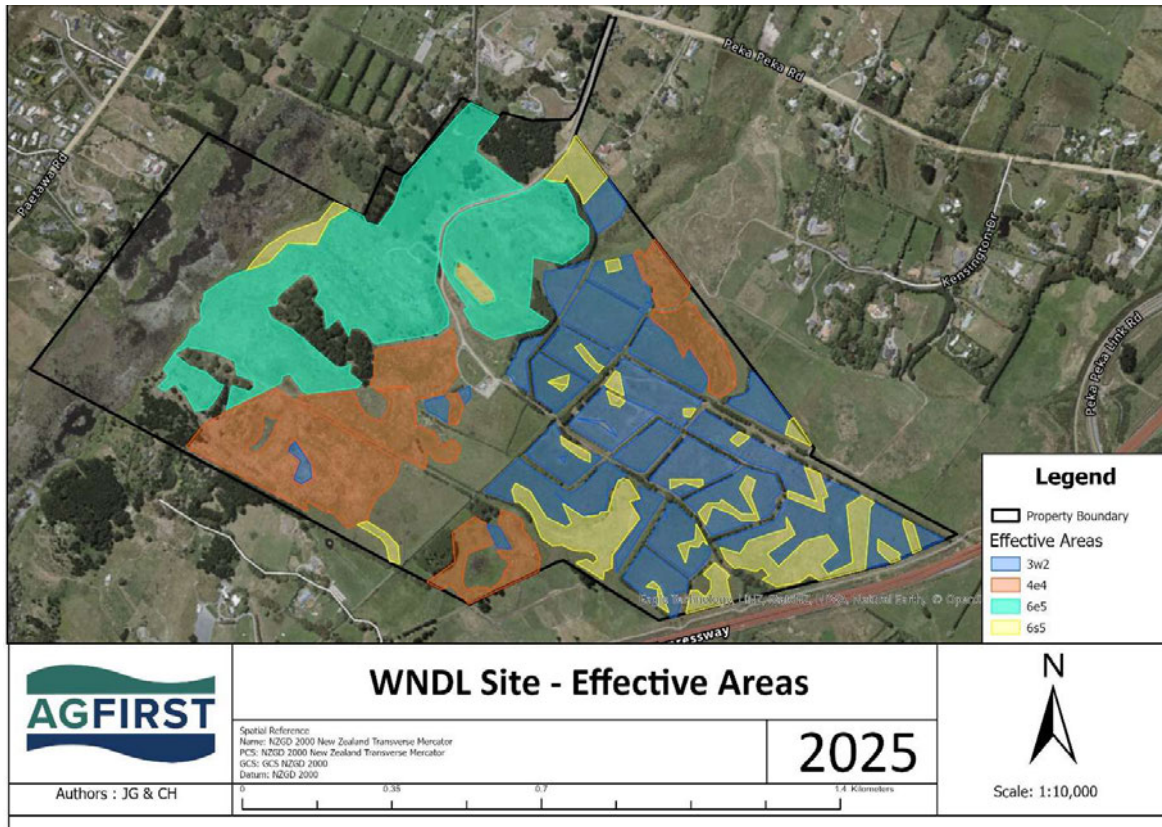 Peka Peka Rd
Paetawa Rd
Kensington Dr
Peka Peka Link Rd
Legend
Property Boundary
Effective Areas
3w2
4e4
6e5
6s5
Natural Earth, ©
pressway
AGFIRST
WNDL Site - Effective Areas
Spatial Reference
Name: NZGD 2000 New Zealand Transverse Mercator
PCS: NZGD 2000 New Zealand Transverse Mercator
GCS: GCS NZGD 2000
Datum: NZGD 2000
2025
N
Authors : JG & CH
0 0.35 0.7 1.4 Kilometers
Scale: 1:10,000